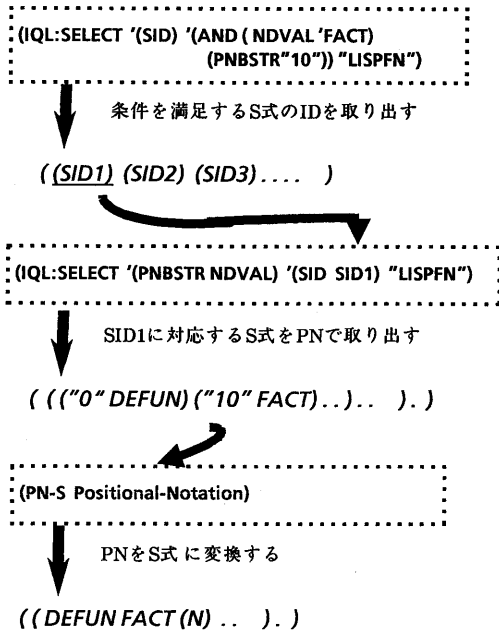 (IQL:SELECT '(SID) '(AND ( NDVAL 'FACT)
(PNBSTR"10")) "LISPFN")
条件を満足するS式のIDを取り出す
( (SID1) (SID2) (SID3) . . . . )
(IQL:SELECT '(PNBSTR NDVAL) '(SID SID1) "LISPFN")
SID1に対応するS式をPNで取り出す
( ( ("0" DEFUN) ("10" FACT) . . ) . . ) . )
(PN-S Positional-Notation)
PNをS式に変換する
( ( DEFUN FACT (N) . . ) . )